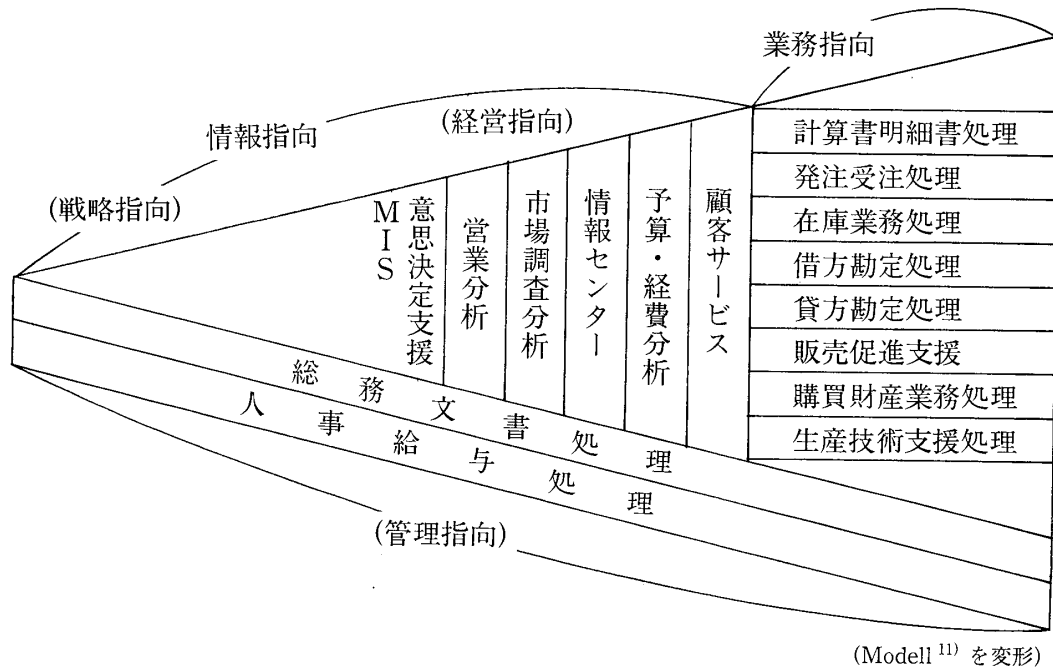 業務指向
情報指向
(経営指向)
(戦略指向)
意思決定支援
MIS
営業分析
市場調査分析
情報センター
予算・経費分析
顧客サービス
計算書明細書処理
発注受注処理
在庫業務処理
借方勘定処理
貸方勘定処理
販売促進支援
購買財産業務処理
生産技術支援処理
総務文書処理
人事給与処理
(管理指向)
(Modell 11) を変形)